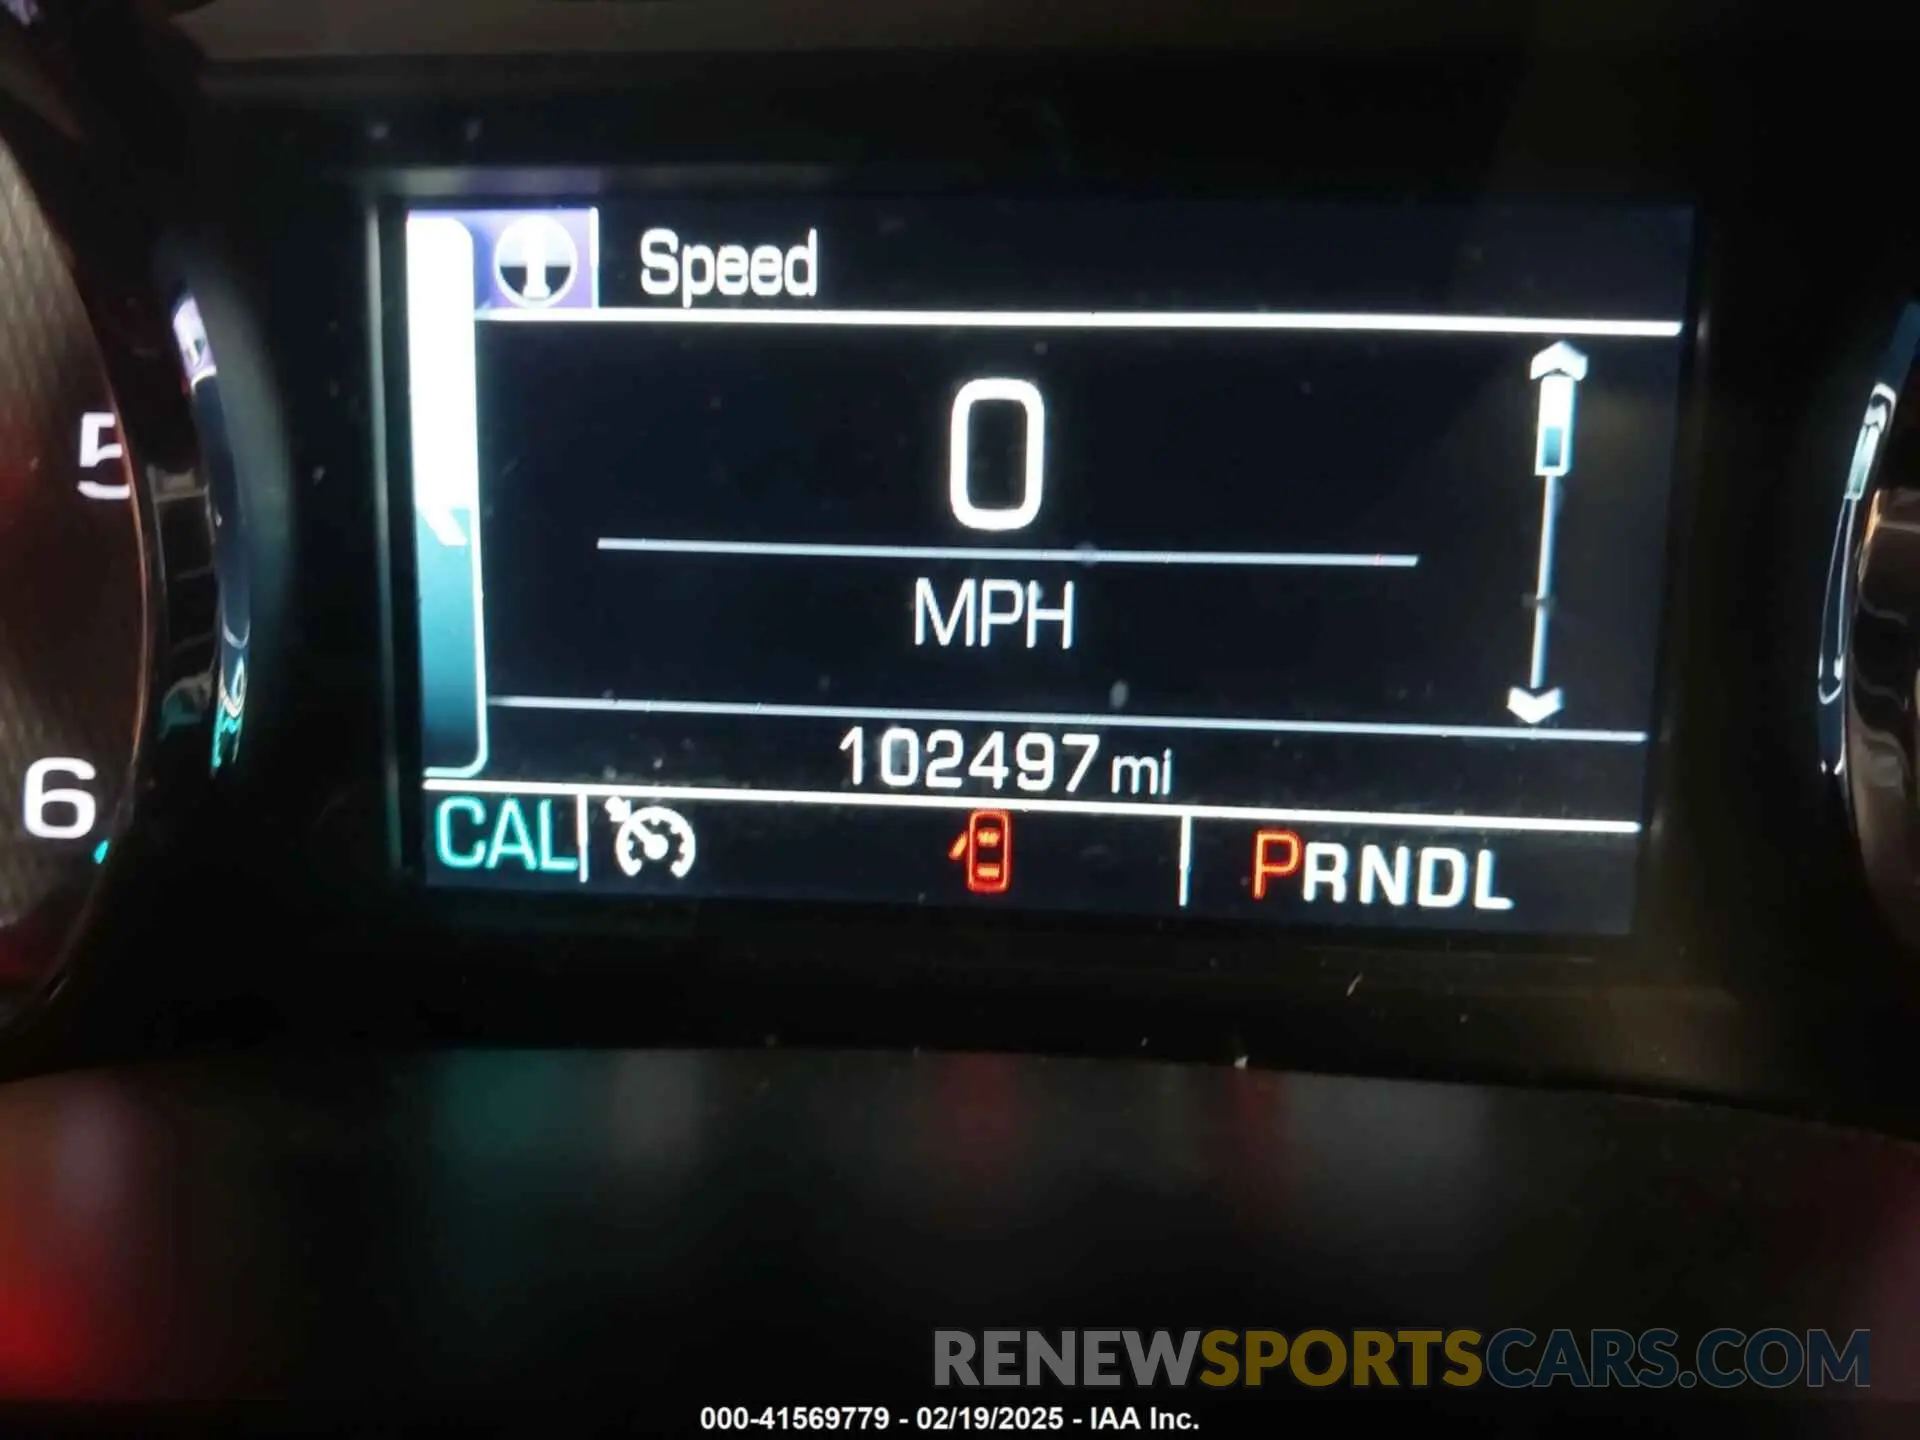 Speed
5
0
MPH
6
102497 mi
CAL
PRNDL
RENEWSPORTSCARS.COM
000-41569779 - 02/19/2025 - IAA Inc.